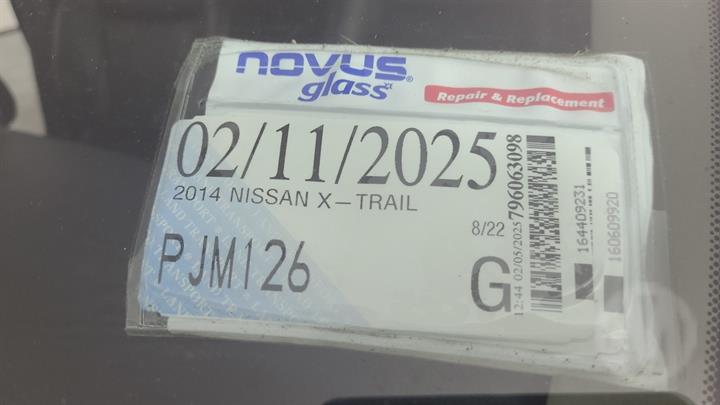 novus®
glass
Repair & Replacement
02/11/2025
2014 NISSAN X-TRAIL
8/22
PJM126
G
12:44 02/05/2025
796063098
164409231
160609920